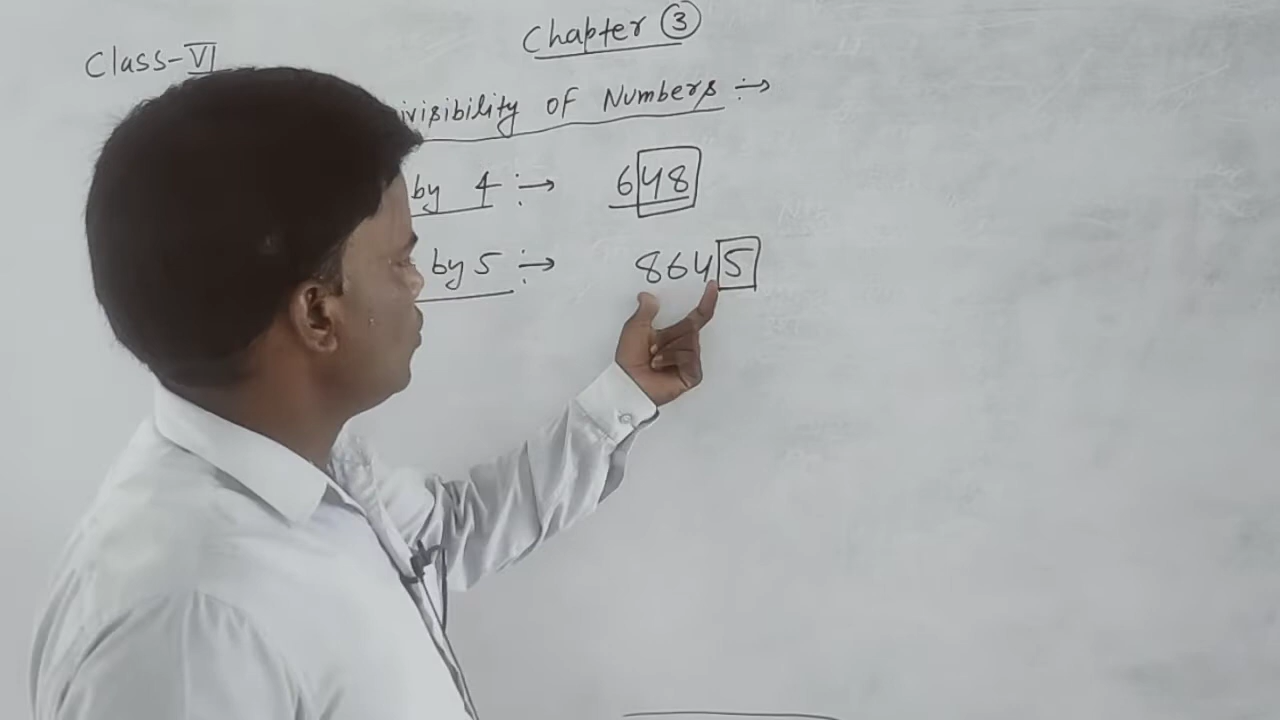 Chapter 3
Class-VI
ivisibility of Numbers :->
by 4 :-> 648
by 5 :-> 8645